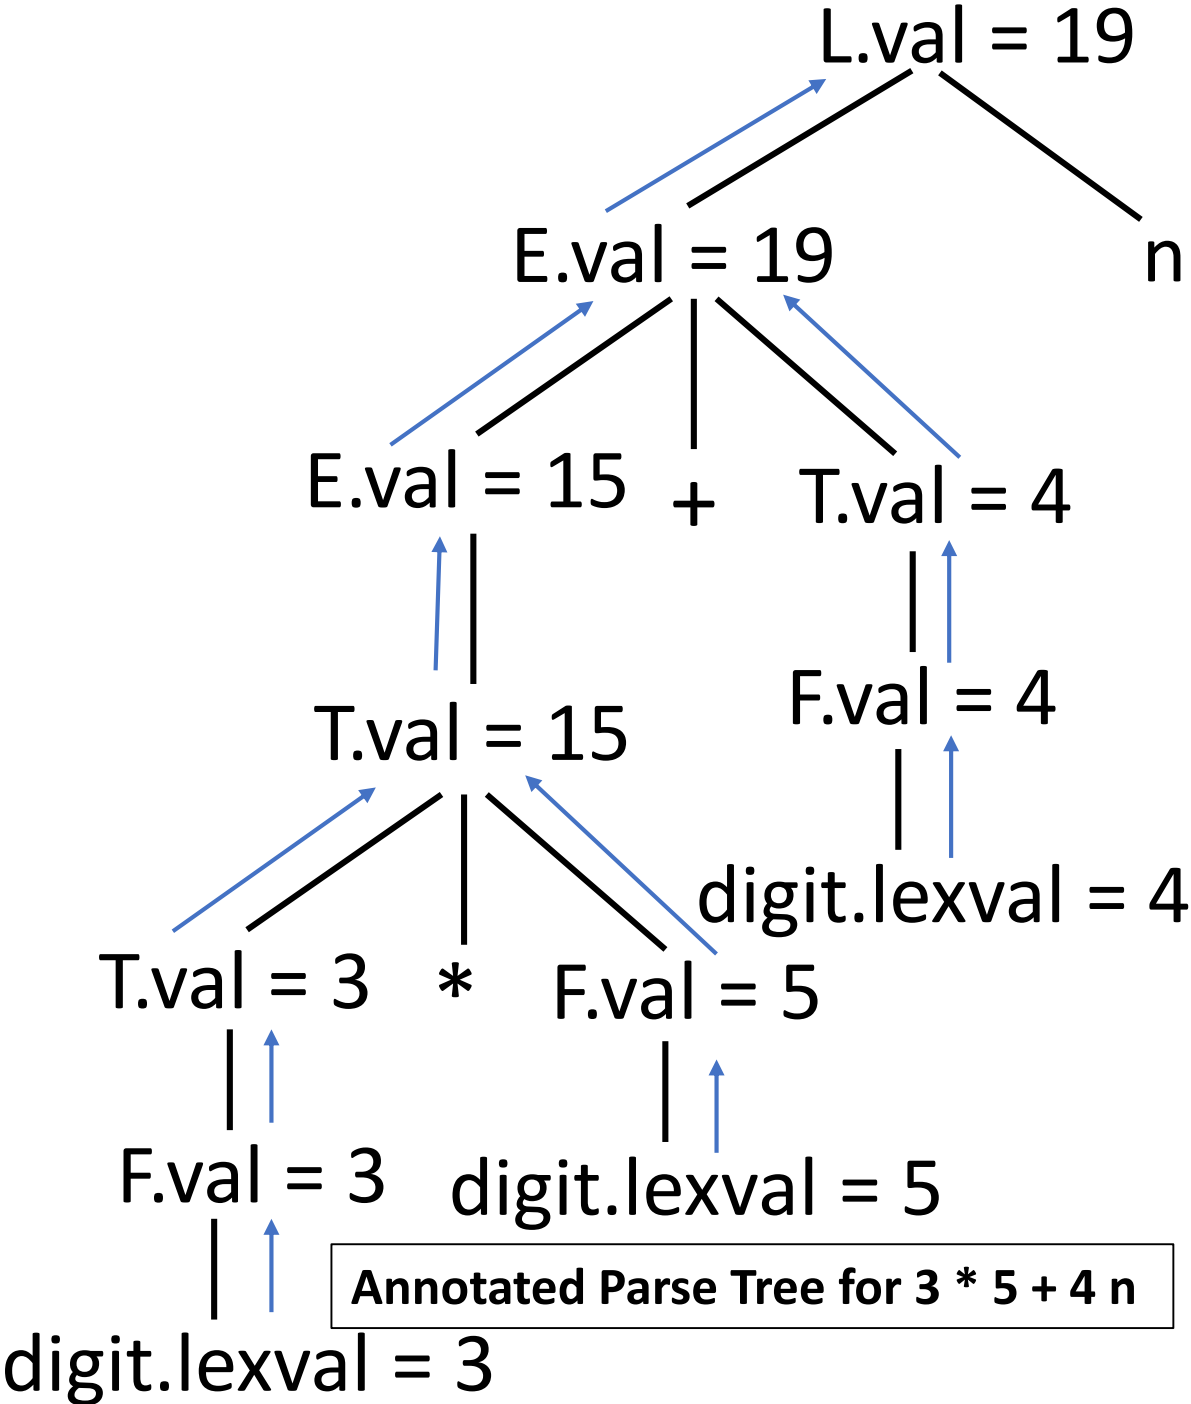 L.val = 19
E.val = 19
n
E.val = 15 + T.val = 4
F.val = 4
T.val = 15
digit.lexval = 4
T.val = 3 * F.val = 5
F.val = 3
digit.lexval = 5
Annotated Parse Tree for 3 * 5 + 4 n
digit.lexval = 3